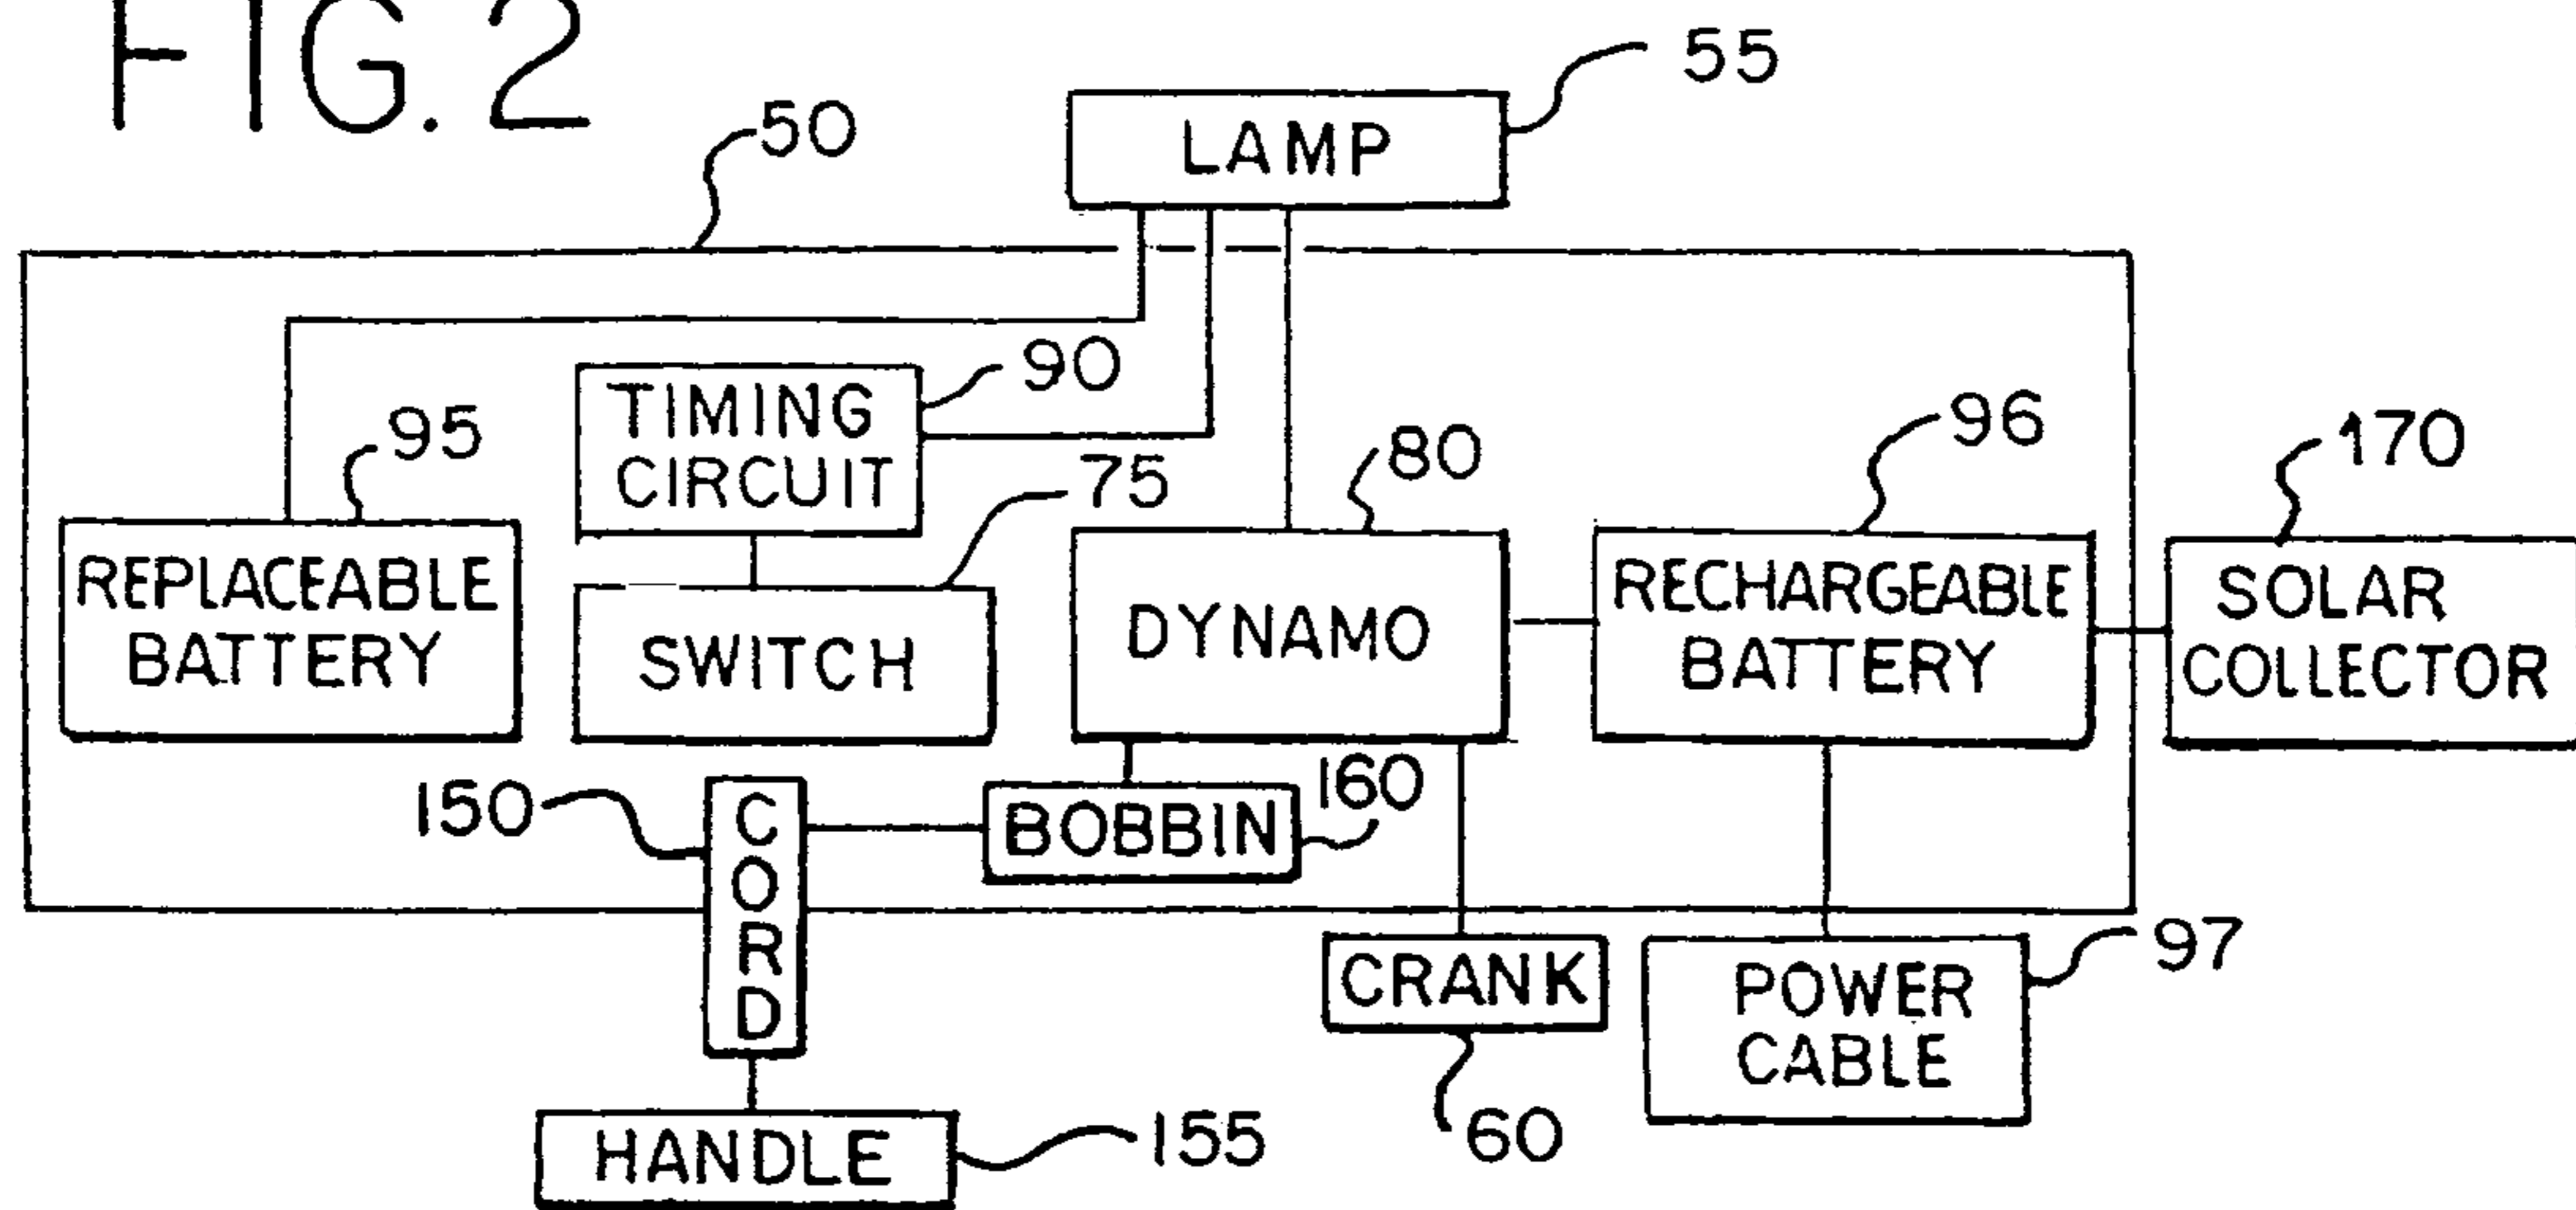 FIG. 2
55
LAMP
50
90
TIMING
CIRCUIT
95
75
80
96
170
REPLACEABLE
BATTERY
SWITCH
DYNAMO
RECHARGEABLE
BATTERY
SOLAR
COLLECTOR
150
CORD
BOBBIN
160
CRANK
60
POWER
CABLE
97
HANDLE
155